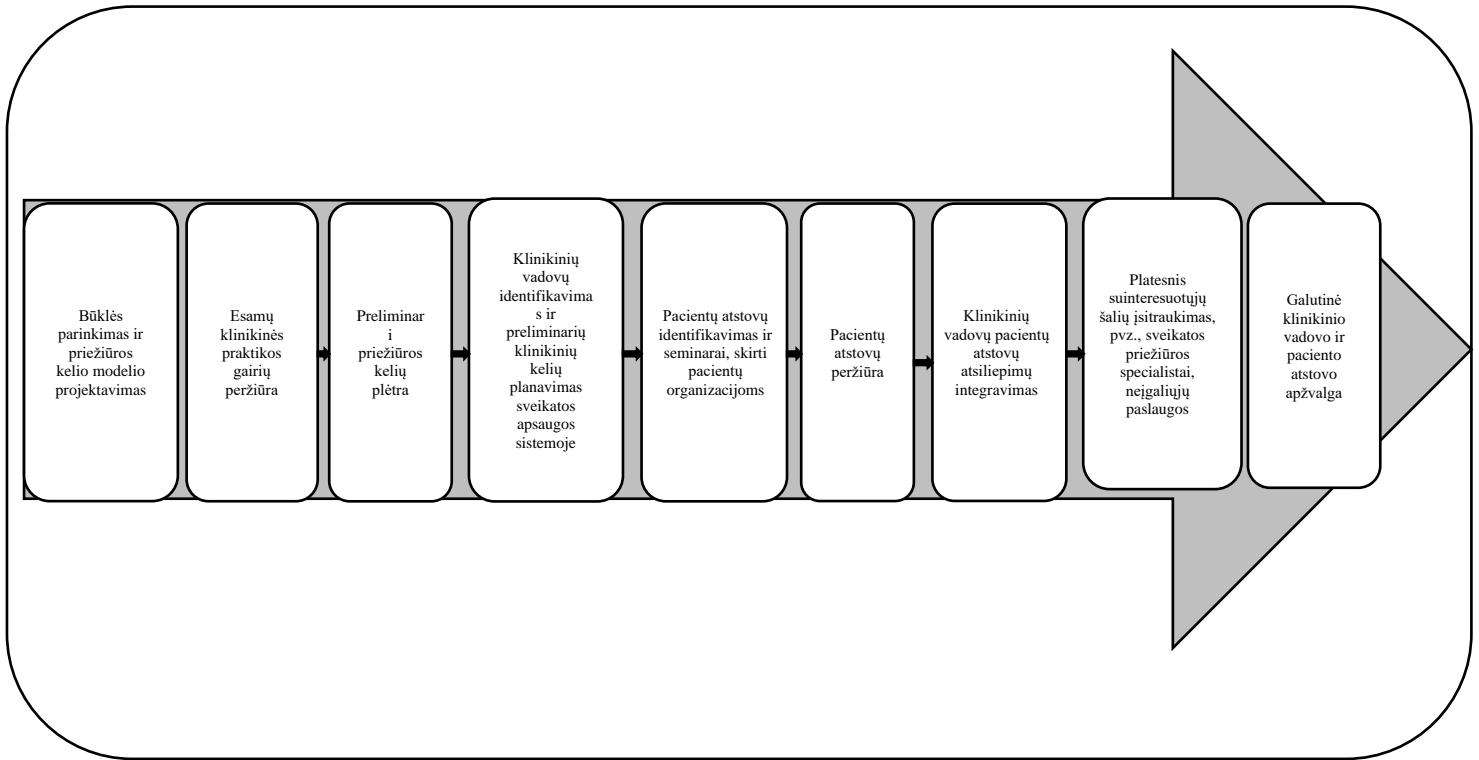 Būklės
parinkimas ir
priežiūros
kelio modelio
projektavimas
Esamų
klinikinės
praktikos
gairių
peržiūra
Preliminar
i
priežiūros
kelių
plėtra
Klinikinių
vadovų
identifikavima
s ir
preliminarių
klinikinių
kelių
planavimas
sveikatos
apsaugos
sistemoje
Pacientų atstovų
identifikavimas ir
seminarai, skirti
pacientų
organizacijoms
Pacientų
atstovų
peržiūra
Klinikinių
vadovų pacientų
atstovų
atsiliepimų
integravimas
Platesnis
suinteresuotųjų
šalių įsitraukimas,
pvz., sveikatos
priežiūros
specialistai,
neįgaliųjų
paslaugos
Galutinė
klinikinio
vadovo ir
paciento
atstovo
apžvalga